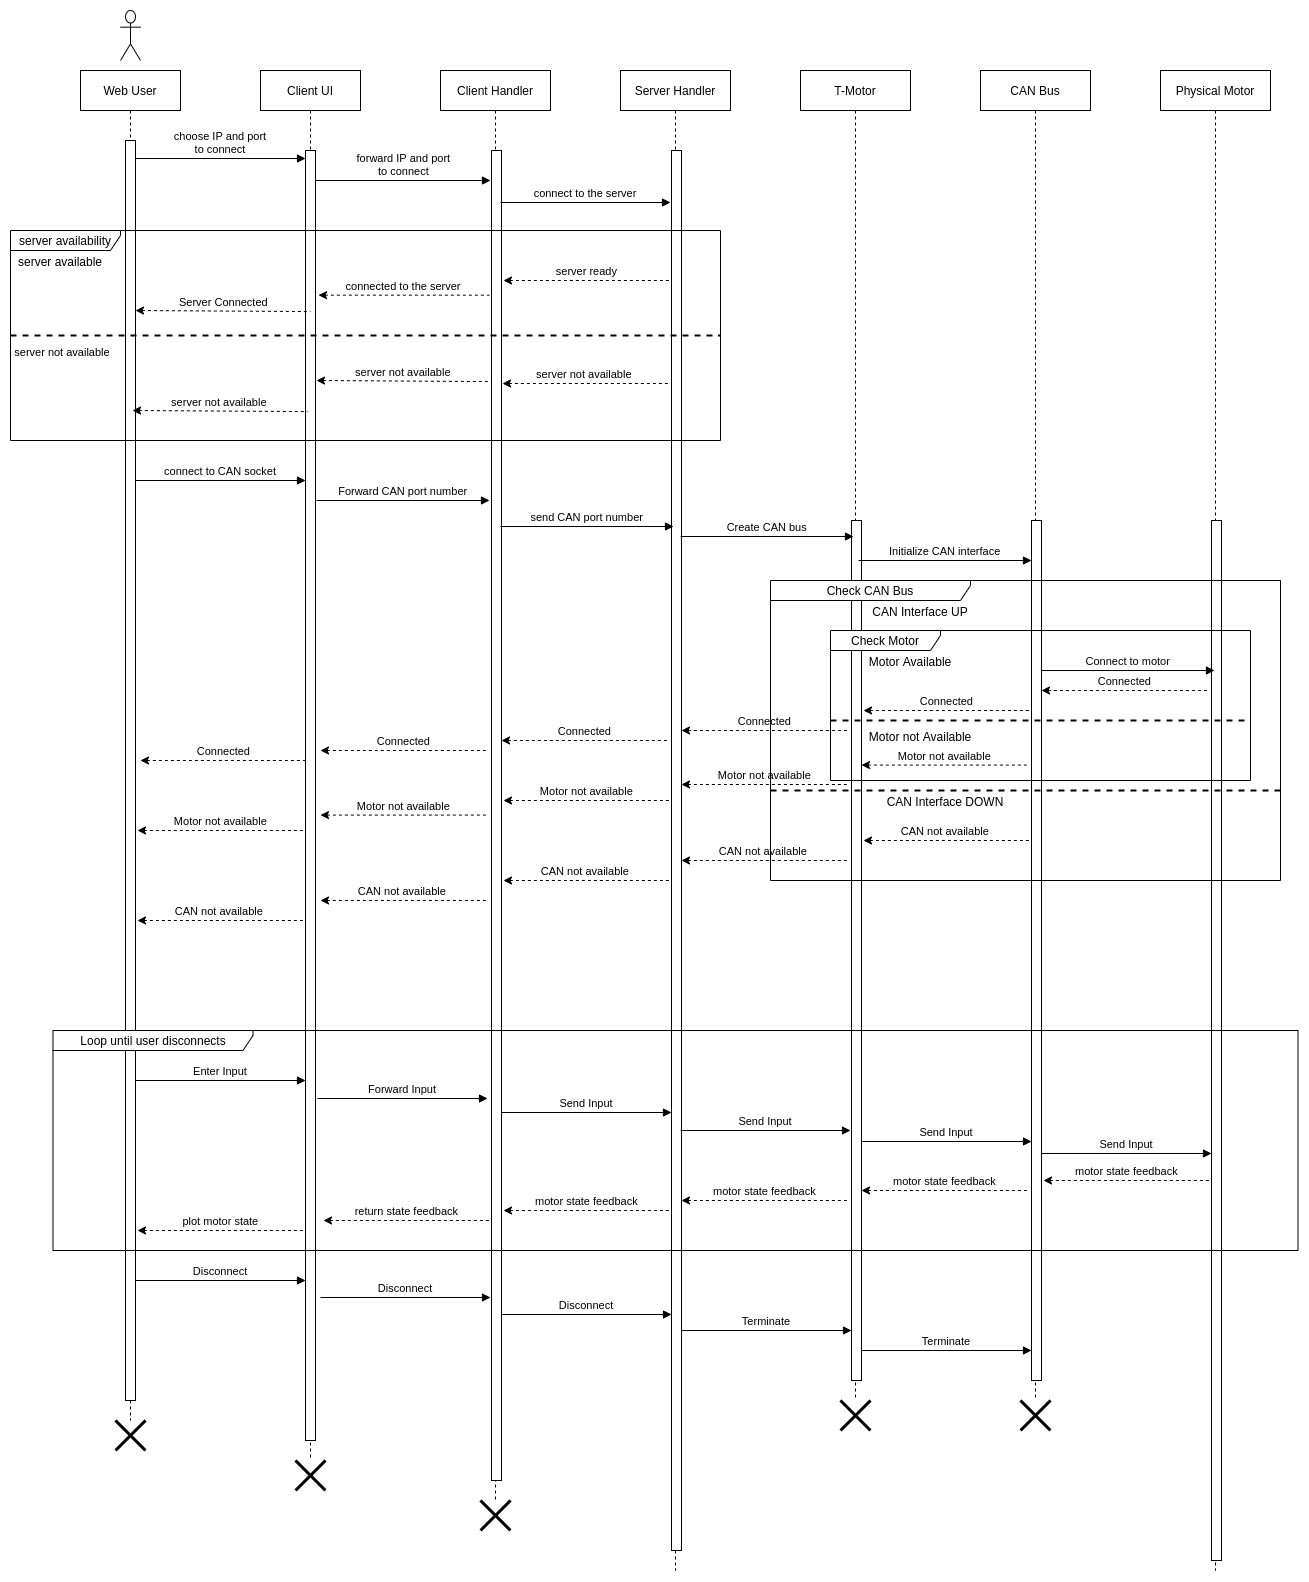 Web User
Client UI
Client Handler
Server Handler
T-Motor
CAN Bus
Physical Motor
choose IP and port
to connect
forward IP and port
to connect
connect to the server
server availability
server available
server ready
connected to the server
Server Connected
server not available
server not available
server not available
server not available
connect to CAN socket
Forward CAN port number
send CAN port number
Create CAN bus
Initialize CAN interface
Check CAN Bus
CAN Interface UP
Check Motor
Motor Available
Connect to motor
Connected
Connected
Connected
Connected
Connected
Connected
Motor not Available
Motor not available
Motor not available
Motor not available
Motor not available
Motor not available
CAN Interface DOWN
CAN not available
CAN not available
CAN not available
CAN not available
CAN not available
Loop until user disconnects
Enter Input
Forward Input
Send Input
Send Input
Send Input
Send Input
motor state feedback
motor state feedback
motor state feedback
motor state feedback
return state feedback
plot motor state
Disconnect
Disconnect
Disconnect
Terminate
Terminate